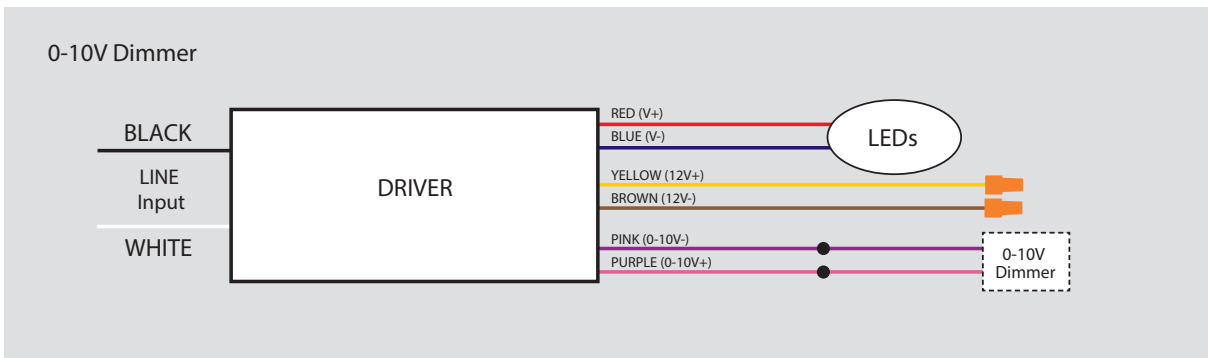 0-10V Dimmer
BLACK
LINE
Input
WHITE
DRIVER
RED (V+)
BLUE (V-)
LEDs
YELLOW (12V+)
BROWN (12V-)
PINK (0-10V-)
PURPLE (0-10V+)
0-10V
Dimmer